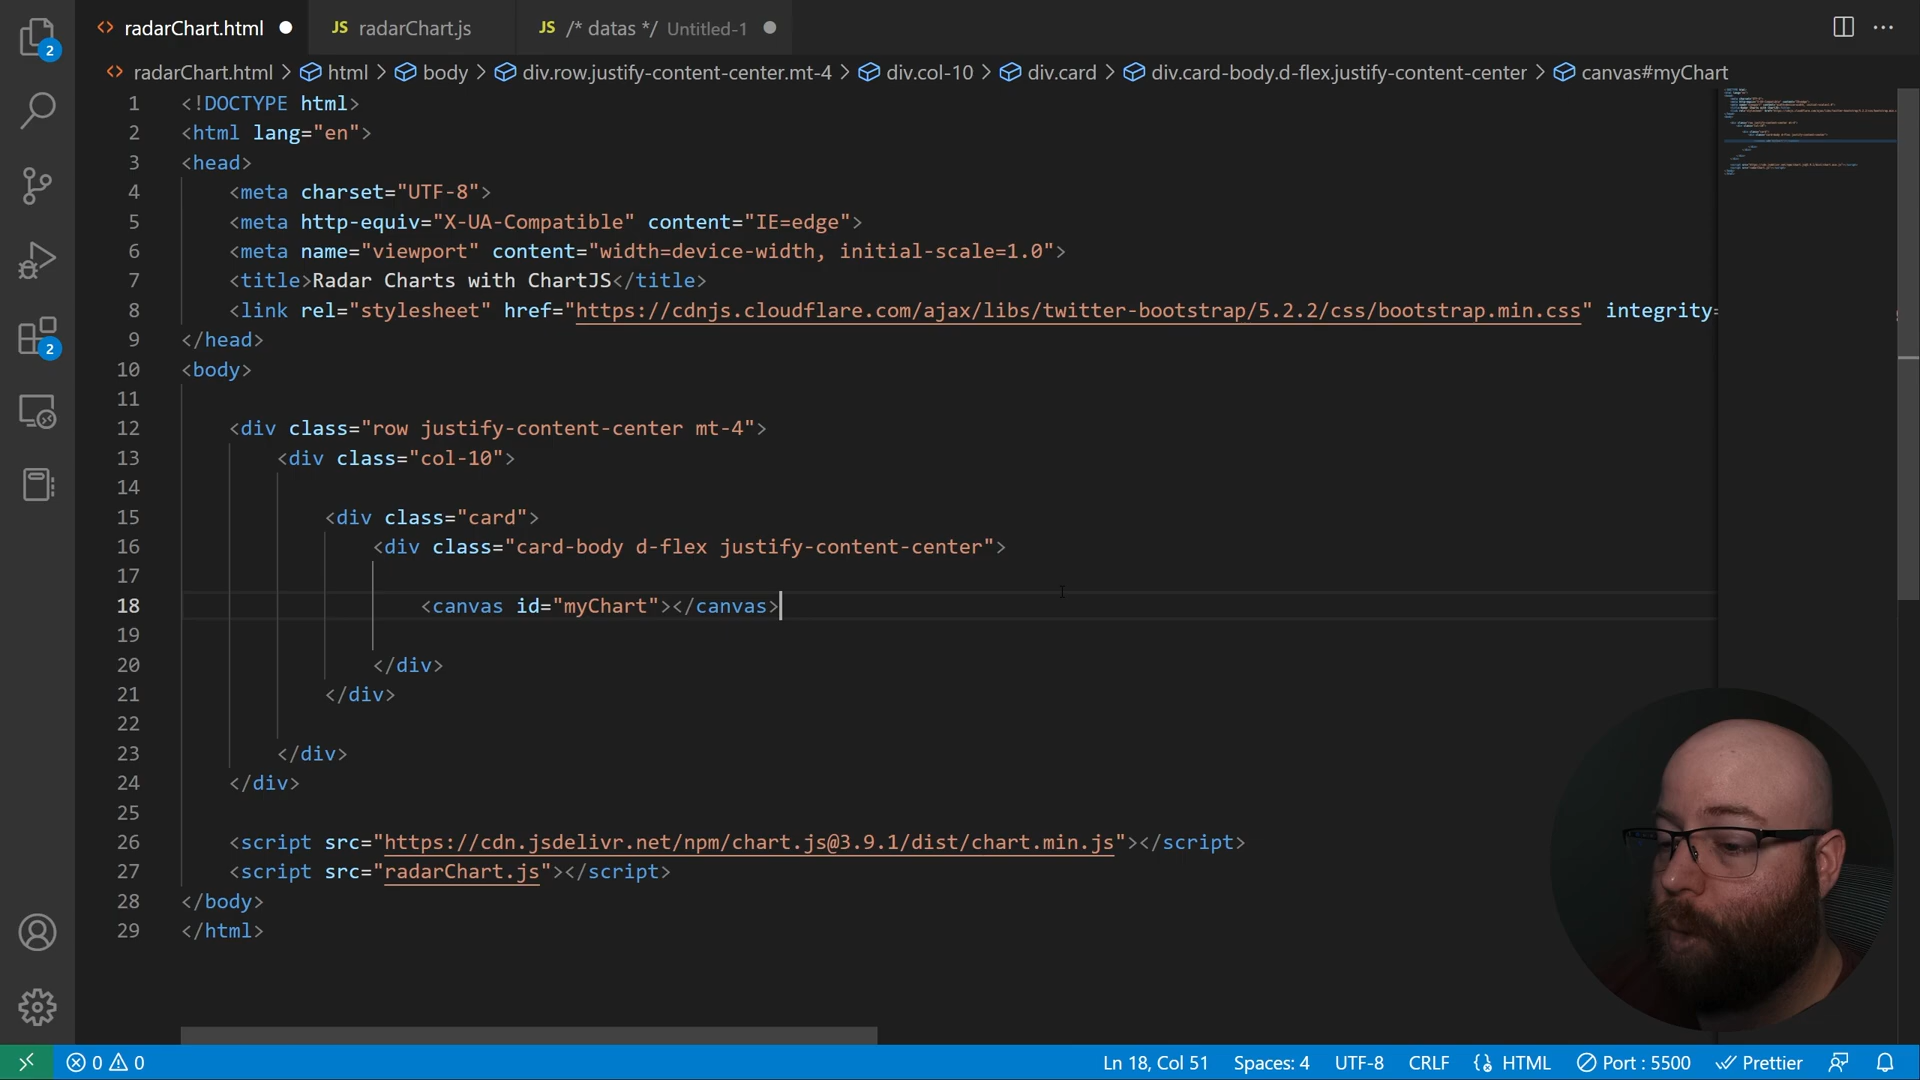 radarChart.html
JS radarChart.js
JS /* datas */ Untitled-1
radarChart.html > html > body > div.row.justify-content-center.mt-4 > div.col-10 > div.card > div.card-body.d-flex.justify-content-center > canvas#myChart
2
2
1 <!DOCTYPE html>
2 <html lang="en">
3 <head>
4 <meta charset="UTF-8">
5 <meta http-equiv="X-UA-Compatible" content="IE=edge">
6 <meta name="viewport" content="width=device-width, initial-scale=1.0">
7 <title>Radar Charts with ChartJS</title>
8 <link rel="stylesheet" href="https://cdnjs.cloudflare.com/ajax/libs/twitter-bootstrap/5.2.2/css/bootstrap.min.css" integrity=
9 </head>
10 <body>
11
12 <div class="row justify-content-center mt-4">
13 <div class="col-10">
14
15 <div class="card">
16 <div class="card-body d-flex justify-content-center">
17
18 <canvas id="myChart"></canvas>
19
20 </div>
21 </div>
22
23 </div>
24 </div>
25
26 <script src="https://cdn.jsdelivr.net/npm/chart.js@3.9.1/dist/chart.min.js"></script>
27 <script src="radarChart.js"></script>
28 </body>
29 </html>
0 0
Ln 18, Col 51 Spaces: 4 UTF-8 CRLF HTML Port : 5500 Prettier